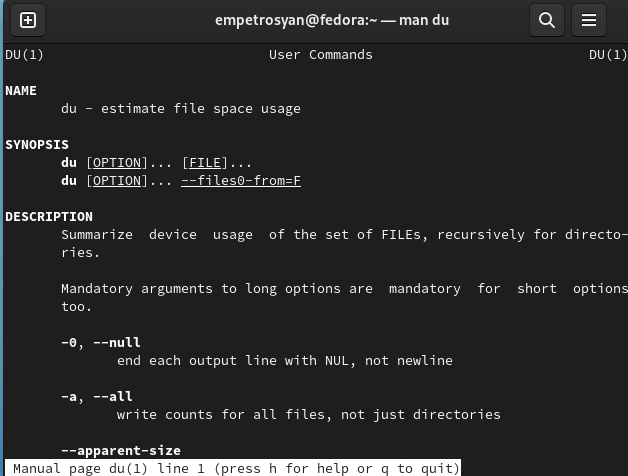 empetrosyan@fedora:~ — man du
DU(1) User Commands DU(1)
NAME
du - estimate file space usage
SYNOPSIS
du [OPTION]... [FILE]...
du [OPTION]... --files0-from=F
DESCRIPTION
Summarize device usage of the set of FILEs, recursively for directo-
ries.
Mandatory arguments to long options are mandatory for short options
too.
-0, --null
end each output line with NUL, not newline
-a, --all
write counts for all files, not just directories
--apparent-size
Manual page du(1) line 1 (press h for help or q to quit)